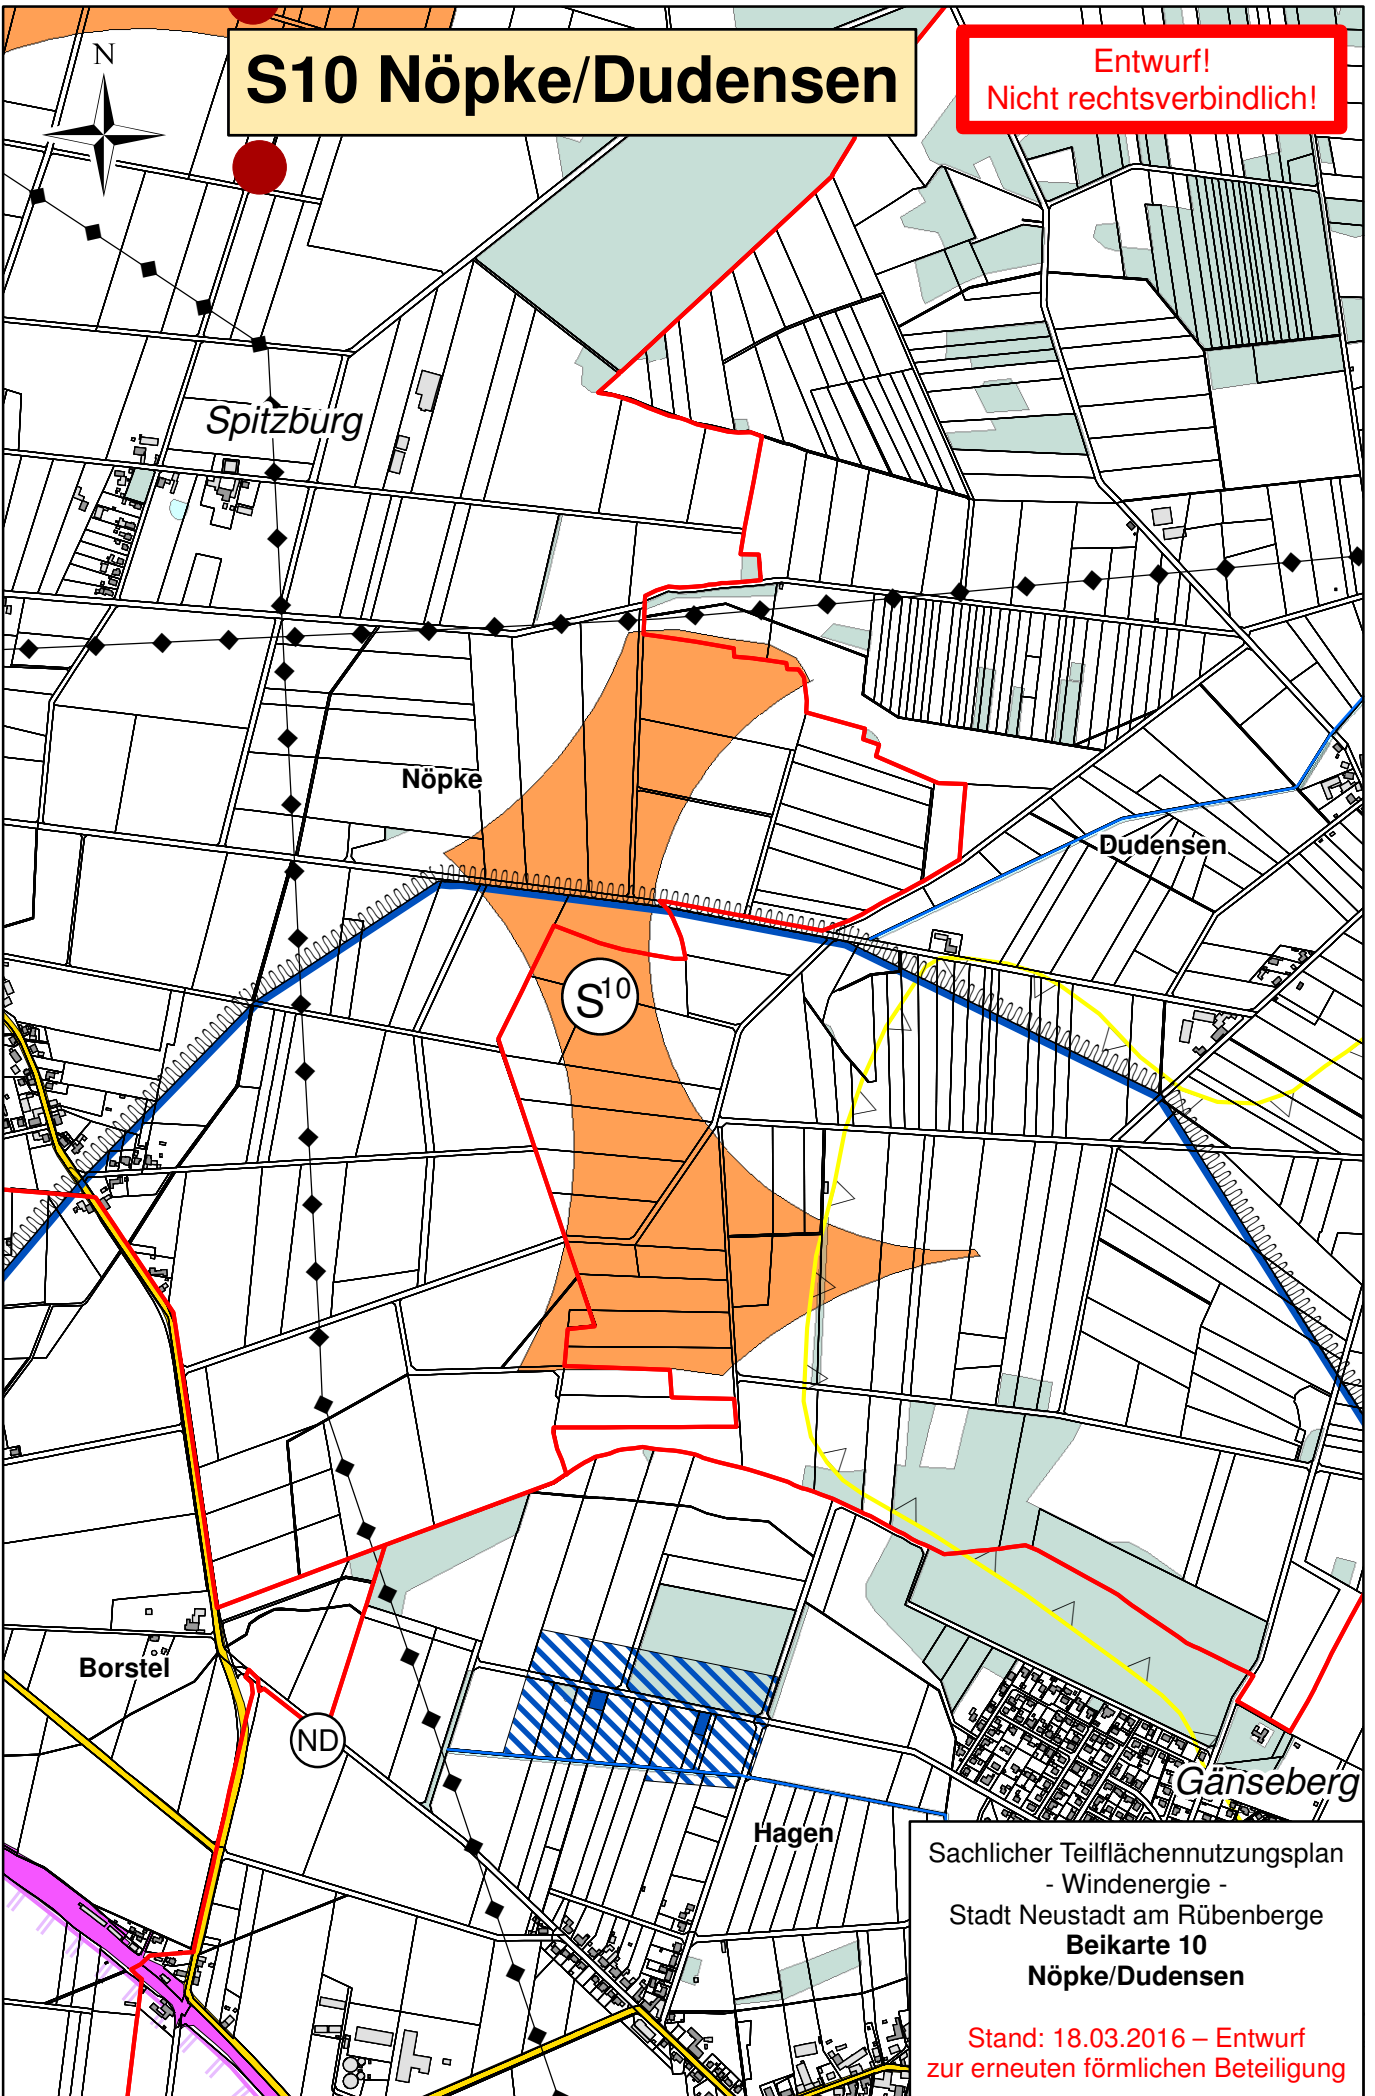 S10 Nöpke/Dudensen
Entwurf!
Nicht rechtsverbindlich!
N
Spitzburg
Nöpke
Dudensen
S10
Borstel
ND
Gänseberg
Hagen
Sachlicher Teilflächennutzungsplan
- Windenergie -
Stadt Neustadt am Rübenberge
Beikarte 10
Nöpke/Dudensen
Stand: 18.03.2016 – Entwurf
zur erneuten förmlichen Beteiligung